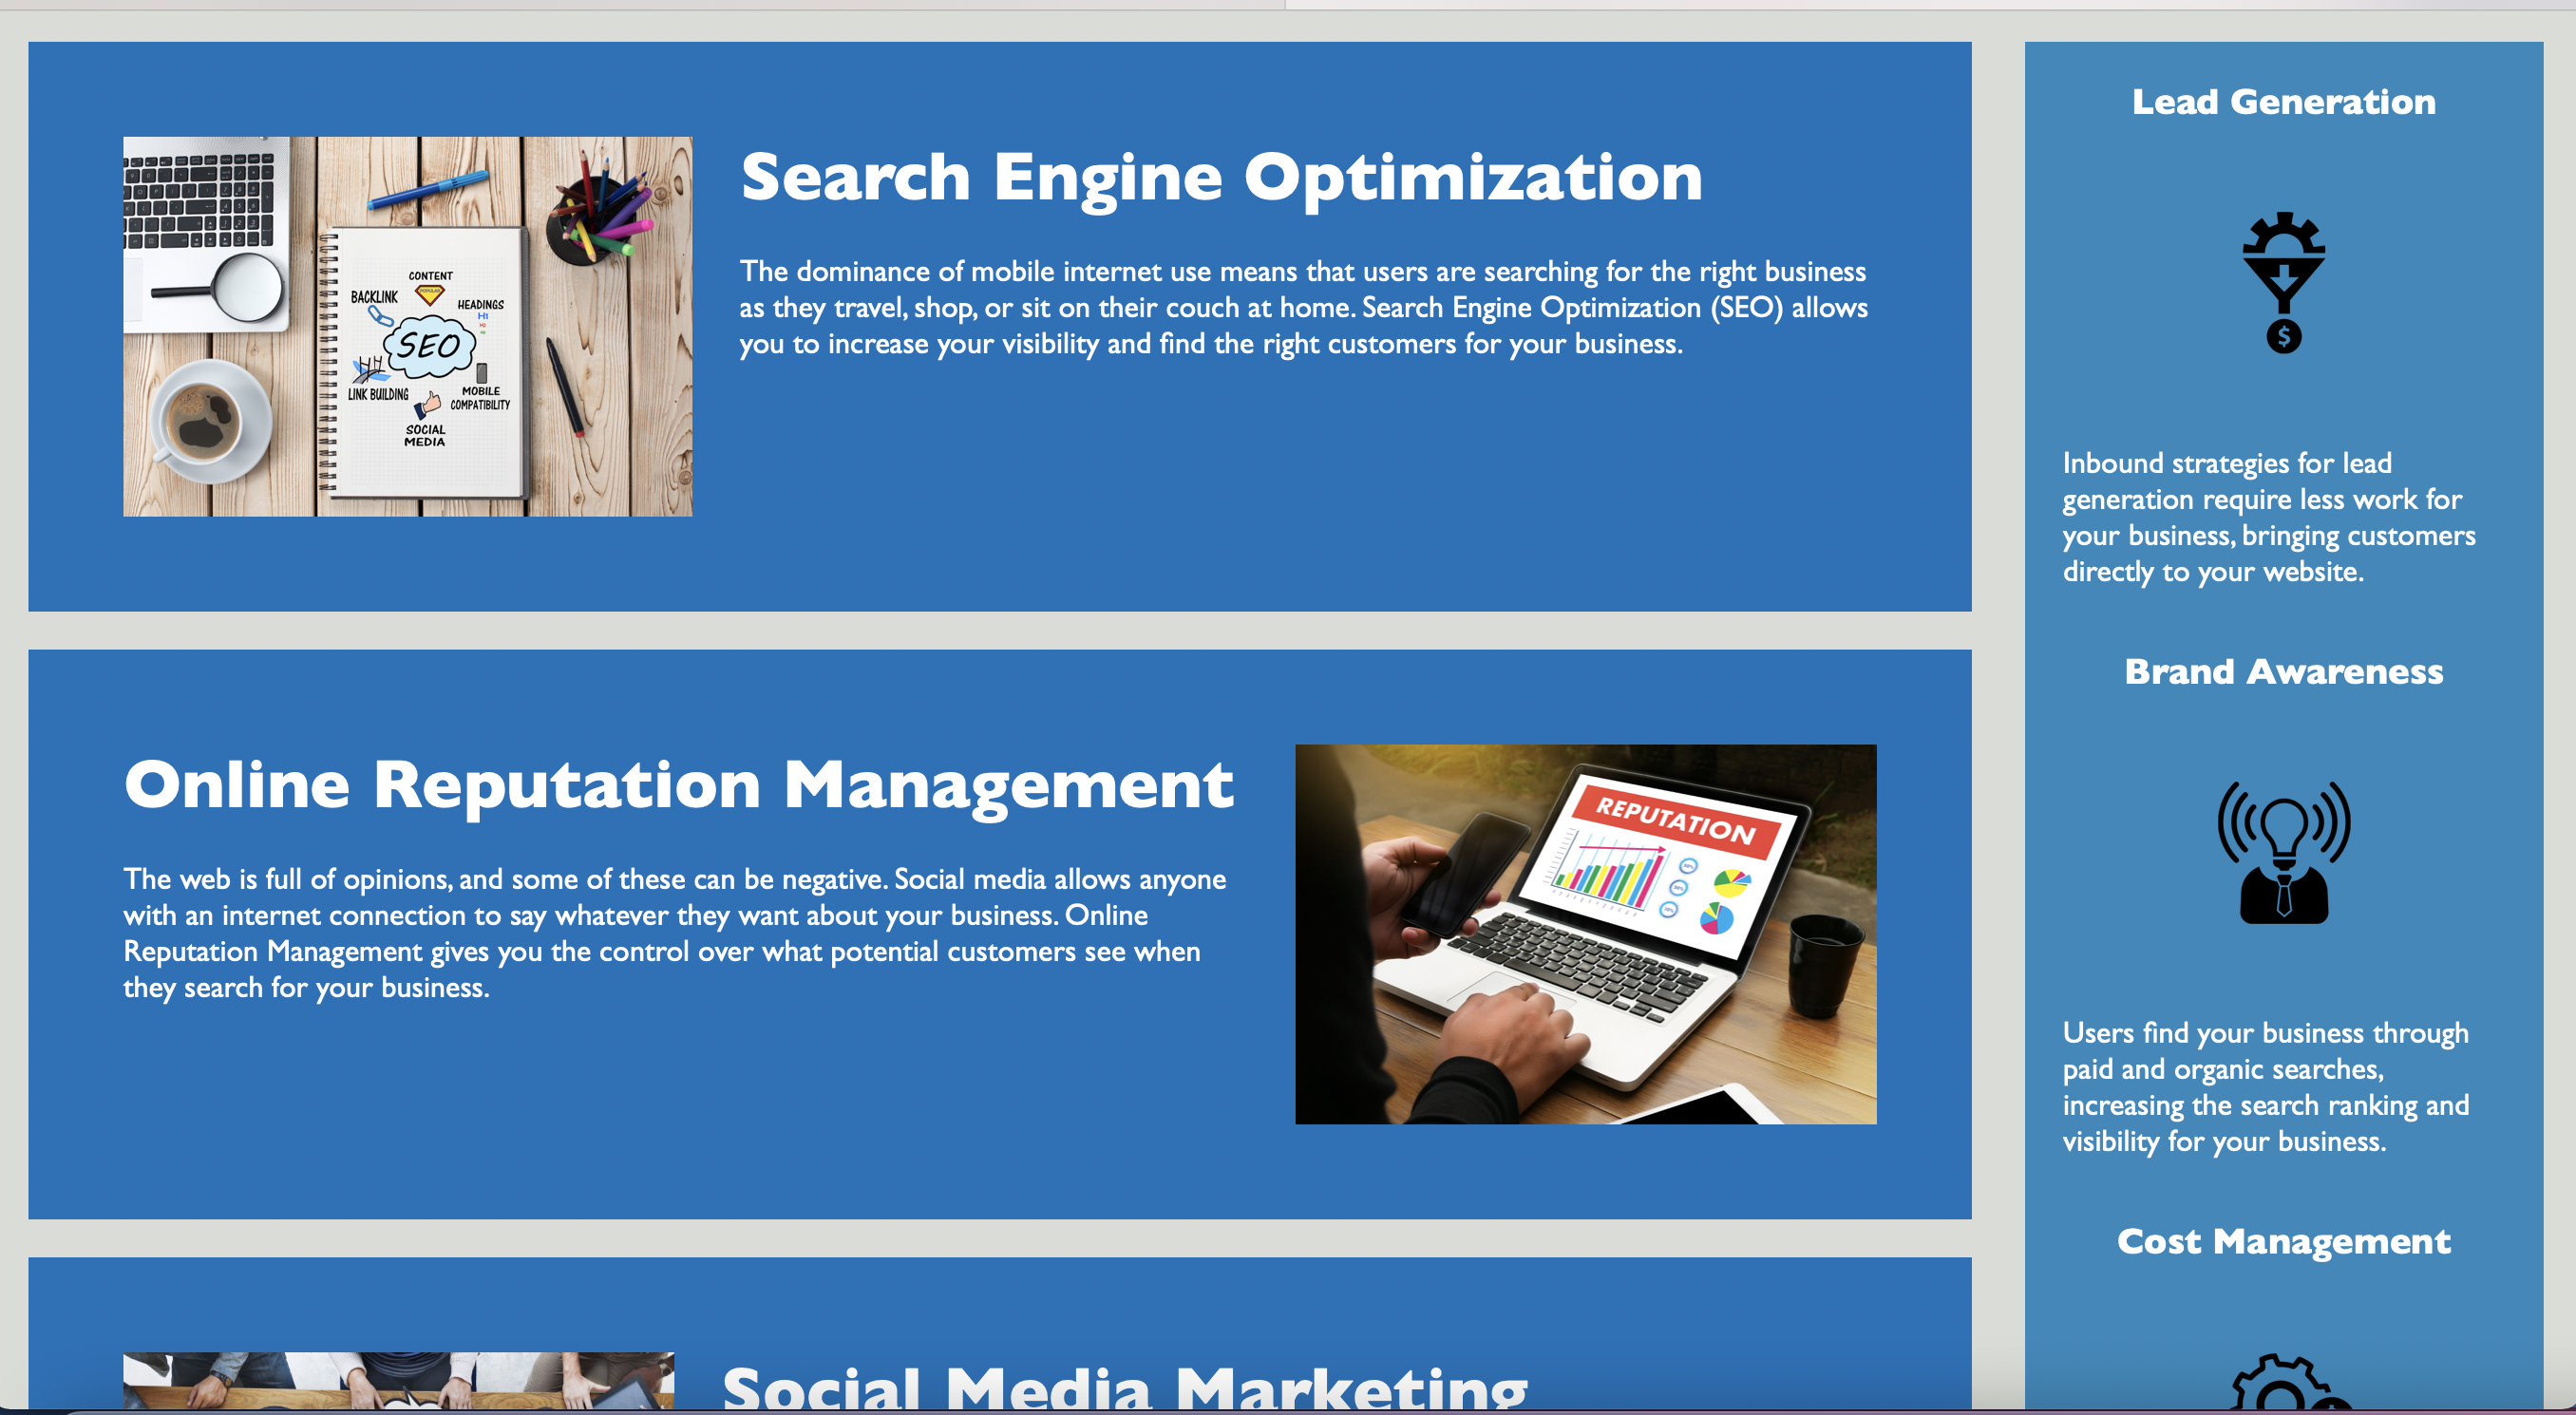 Search Engine Optimization
The dominance of mobile internet use means that users are searching for the right business
as they travel, shop, or sit on their couch at home. Search Engine Optimization (SEO) allows
you to increase your visibility and find the right customers for your business.
CONTENT
BACKLINK
HEADINGS
H1
SEO
LINK BUILDING
MOBILE
COMPATIBILITY
SOCIAL
MEDIA
Online Reputation Management
The web is full of opinions, and some of these can be negative. Social media allows anyone
with an internet connection to say whatever they want about your business. Online
Reputation Management gives you the control over what potential customers see when
they search for your business.
REPUTATION
Social Media Marketing
Lead Generation
$
Inbound strategies for lead
generation require less work for
your business, bringing customers
directly to your website.
Brand Awareness
Users find your business through
paid and organic searches,
increasing the search ranking and
visibility for your business.
Cost Management